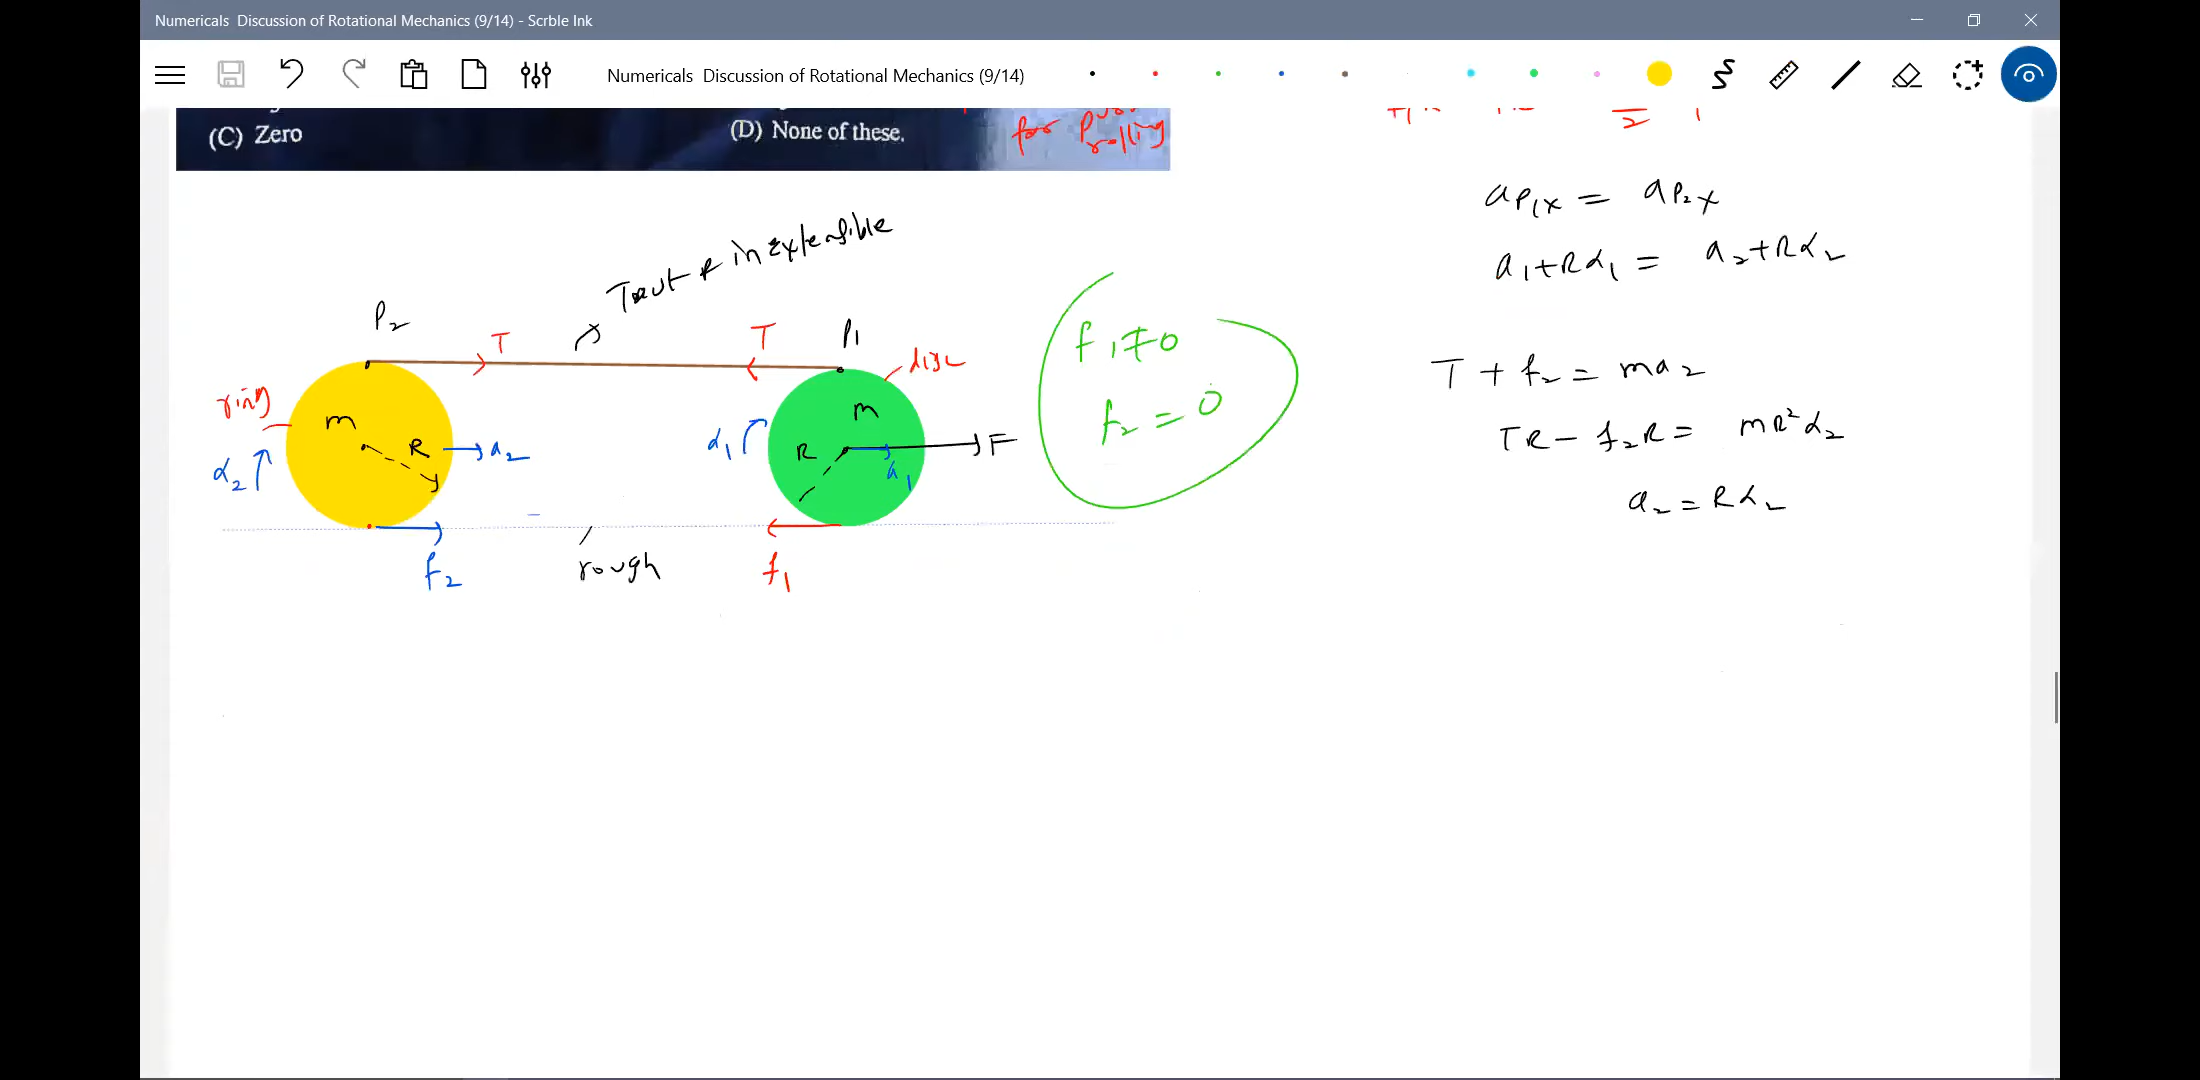 Numericals Discussion of Rotational Mechanics (9/14) - Scrble Ink
Numericals Discussion of Rotational Mechanics (9/14)
(C) Zero
(D) None of these.
for pure rolling
Taut & inextensible
P₂
T
T
P₁
disc
ring
m
R
a₂
α₂
α₁
m
R
a₁
F
f₂
rough
f₁
f₁ ≠ 0
f₂ = 0
aP₁x = aP₂x
a₁+Rα₁ = a₂+Rα₂
T + f₂ = ma₂
TR - f₂R = mR²α₂
a₂ = Rα₂